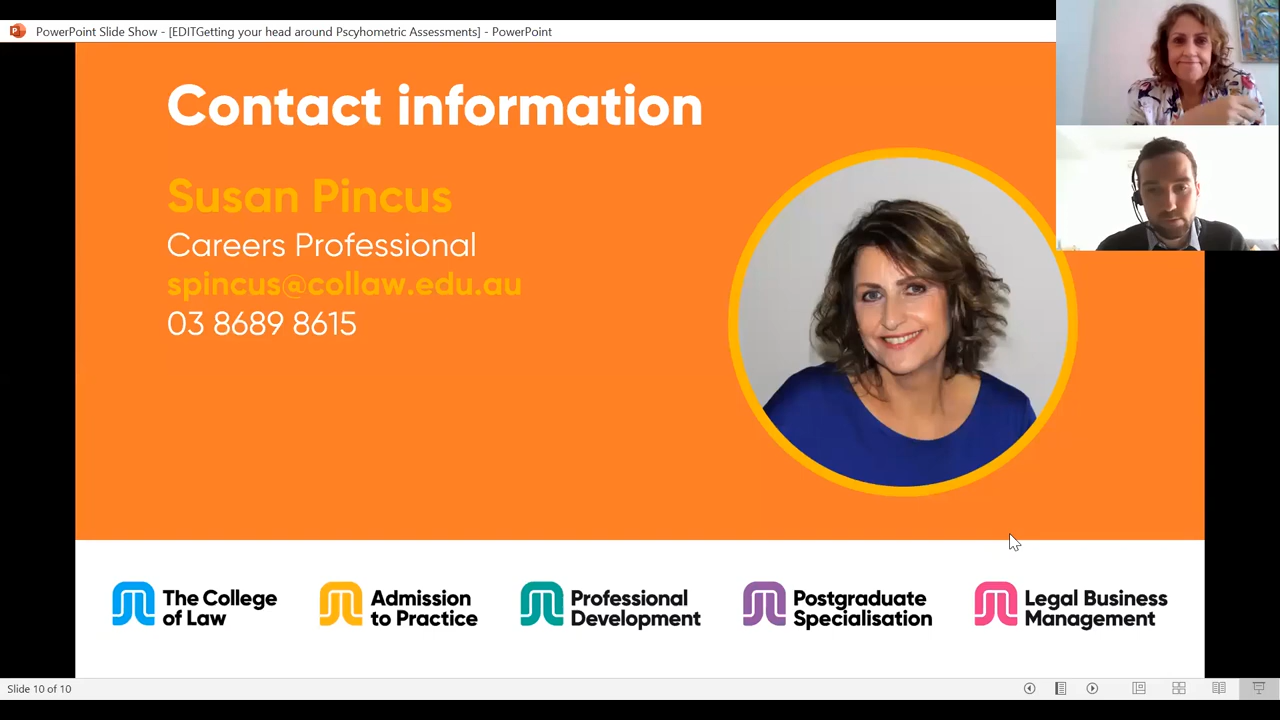 PowerPoint Slide Show - [EDITGetting your head around Pscyhometric Assessments] - PowerPoint
Contact information
Susan Pincus
Careers Professional
spincus@collaw.edu.au
03 8689 8615
The College
of Law
Admission
to Practice
Professional
Development
Postgraduate
Specialisation
Legal Business
Management
Slide 10 of 10